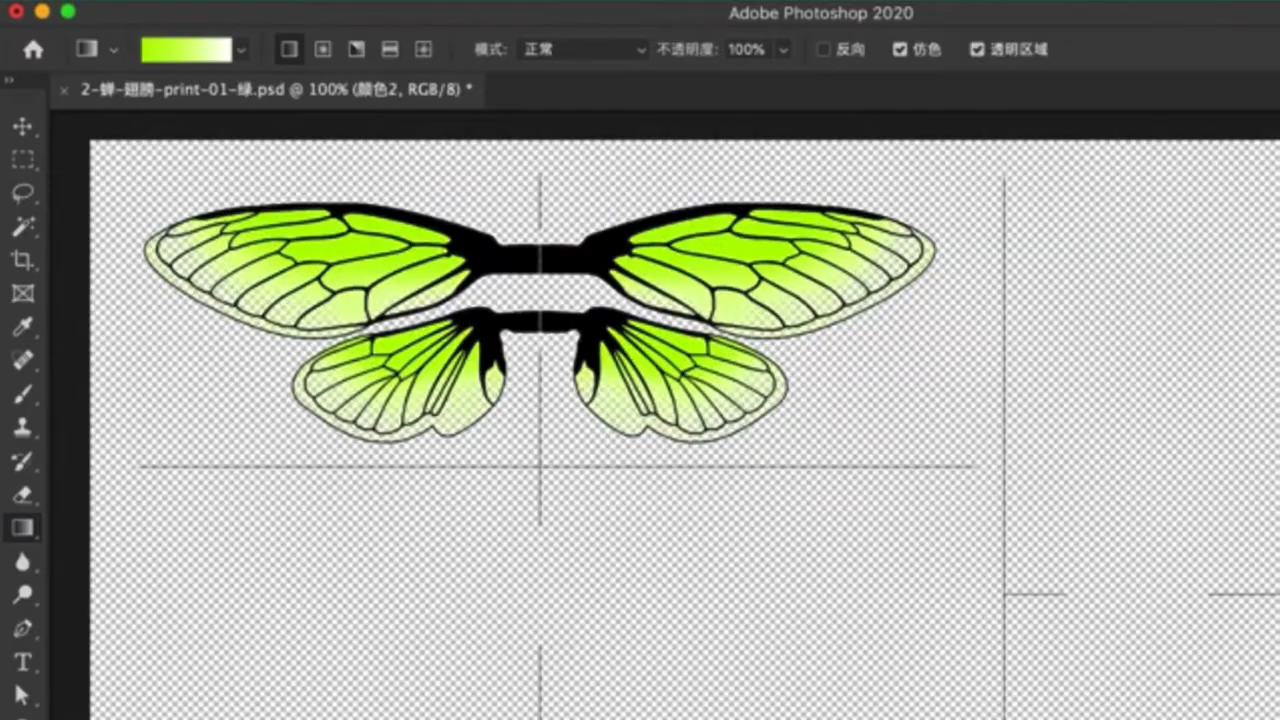 Adobe Photoshop 2020
模式: 正常 不透明度: 100% 反向 仿色 透明区域
2-蝉-翅膀-print-01-绿.psd @ 100% (颜色2, RGB/8) *